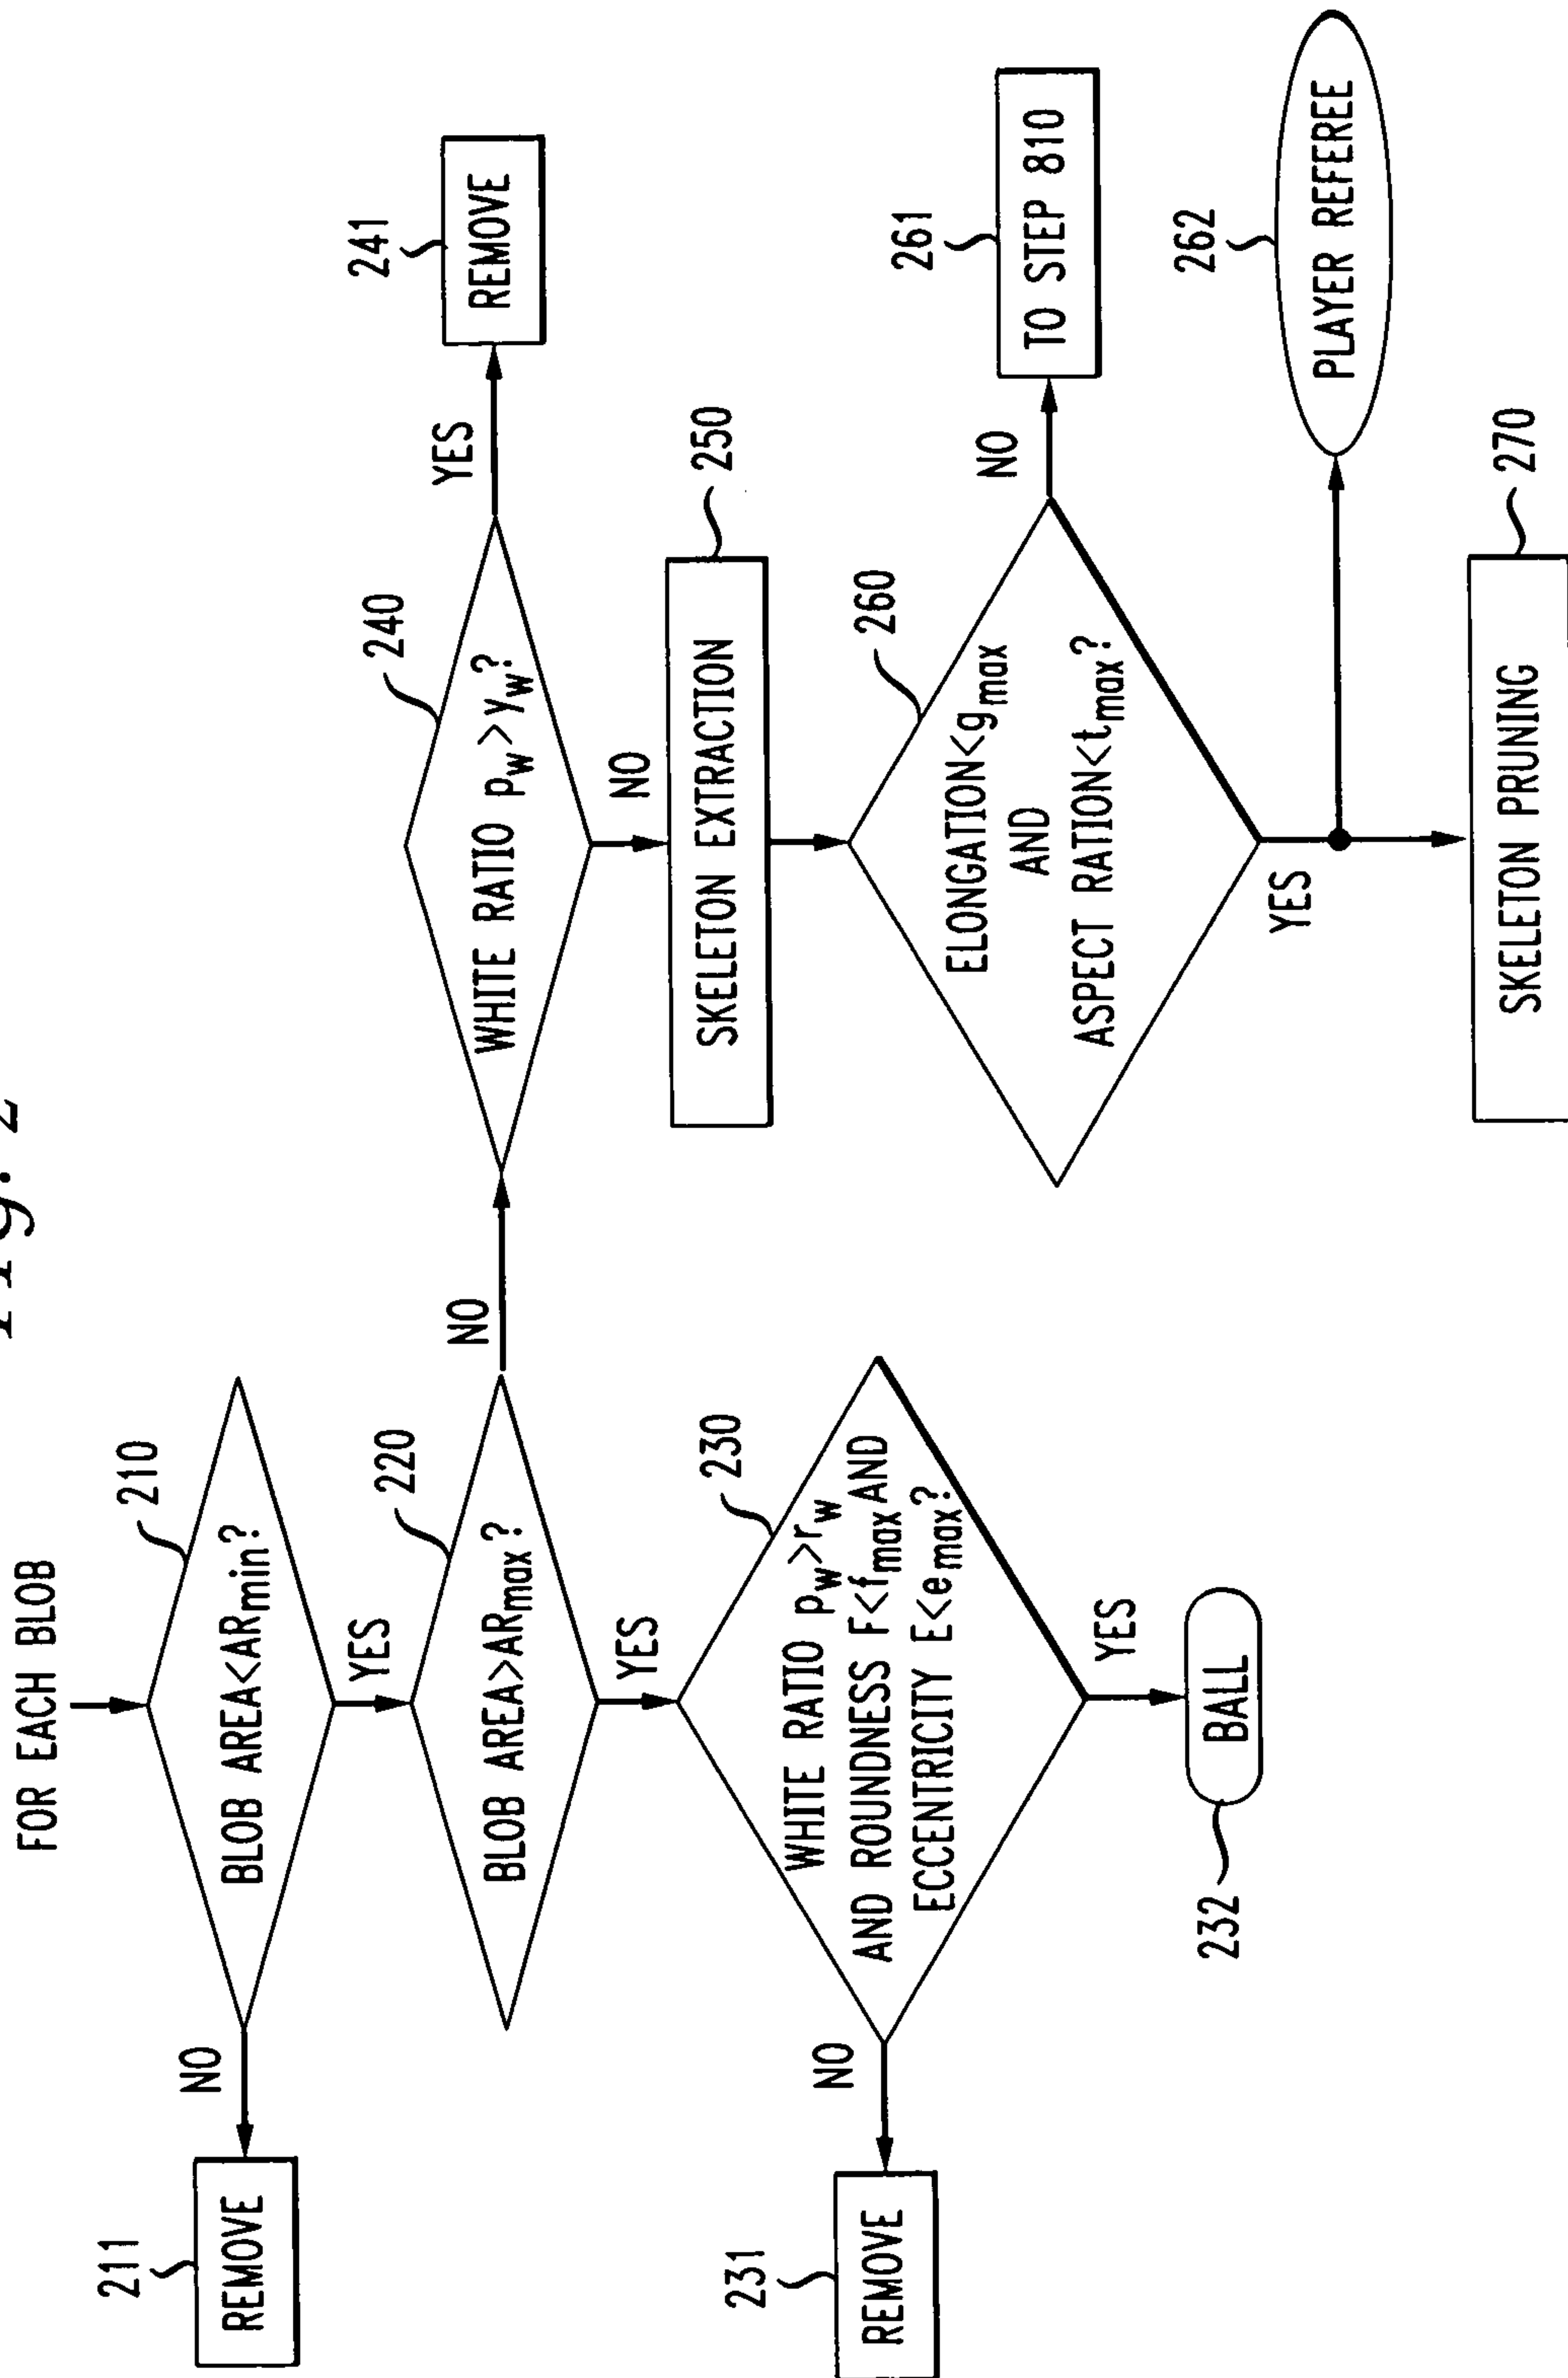 Fig. 2
FOR EACH BLOB
210
BLOB AREA<ARmin?
NO
211
REMOVE
YES
220
BLOB AREA>ARmax?
NO
YES
230
WHITE RATIO pw>rw
AND ROUNDNESS F<fmax AND
ECCENTRICITY E<emax?
NO
231
REMOVE
YES
232
BALL
240
WHITE RATIO pw>yw?
YES
241
REMOVE
NO
250
SKELETON EXTRACTION
260
ELONGATION<gmax
AND
ASPECT RATION<tmax?
NO
261
TO STEP 810
YES
262
PLAYER REFEREE
270
SKELETON PRUNING